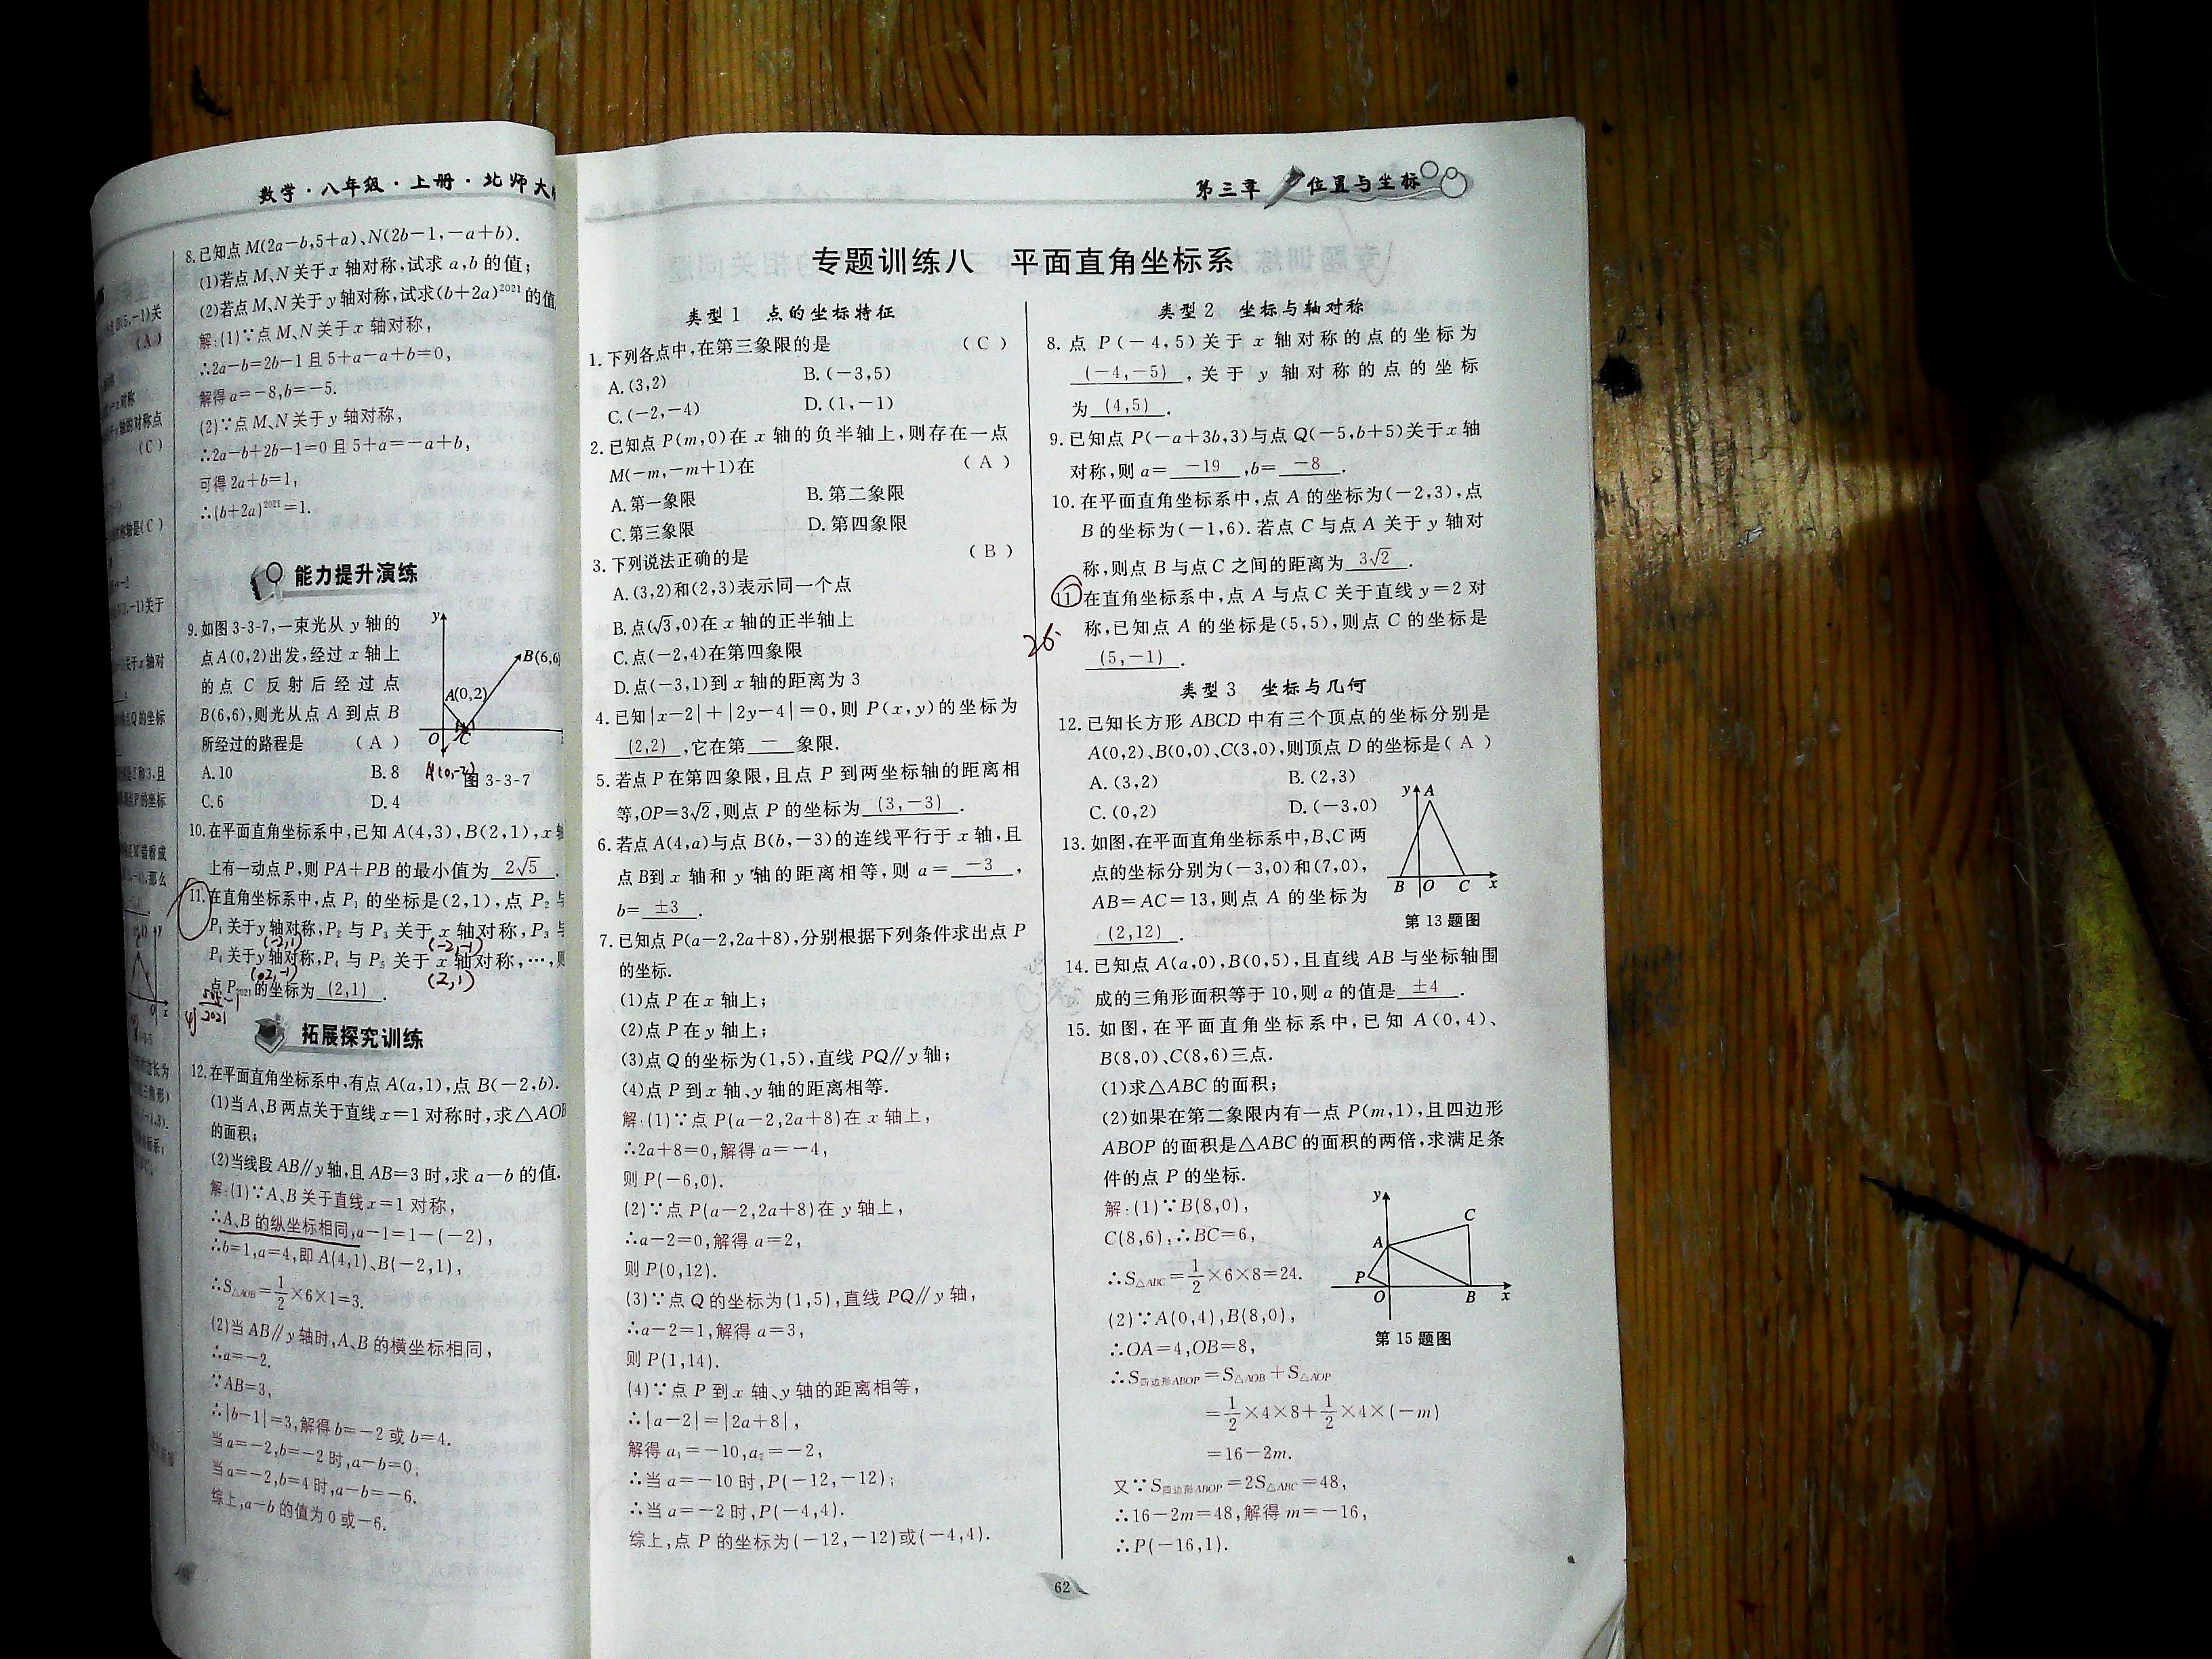 数学·八年级·上册·北师大
8.已知点M(2a-b,5+a)、N(2b-1,-a+b).
(1)若点M、N关于x轴对称,试求a,b的值;
(2)若点M、N关于y轴对称,试求(b+2a)²⁰²¹的值
解:(1)∵点M、N关于x轴对称,
∴2a-b=2b-1且5+a-a+b=0,
解得a=-8,b=-5.
(2)∵点M、N关于y轴对称,
∴2a-b+2b-1=0且5+a=-a+b,
可得2a+b=1,
∴(b+2a)²⁰²¹=1.
能力提升演练
9.如图3-3-7,一束光从y轴的
点A(0,2)出发,经过x轴上
的点C反射后经过点
B(6,6),则光从点A到点B
所经过的路程是 (A)
A.10 B.8
C.6 D.4
y
B(6,6
A(0,2)
O C
图3-3-7
10.在平面直角坐标系中,已知A(4,3),B(2,1),x轴
上有一动点P,则PA+PB的最小值为 2√5 .
11.在直角坐标系中,点P₁的坐标是(2,1),点P₂与
P₁关于y轴对称,P₂与P₃关于x轴对称,P₃与
(-2,1) (-2,-1)
P₄关于y轴对称,P₄与P₅关于x轴对称,…,则
(2,1)
点P₂₀₂₁的坐标为 (2,1) .
拓展探究训练
12.在平面直角坐标系中,有点A(a,1),点B(-2,b).
(1)当A、B两点关于直线x=1对称时,求△AOB
的面积;
(2)当线段AB∥y轴,且AB=3时,求a-b的值.
解:(1)∵A、B关于直线x=1对称,
∴A、B的纵坐标相同,a-1=1-(-2),
∴b=1,a=4,即A(4,1)、B(-2,1),
∴S△AOB=1/2×6×1=3.
(2)当AB∥y轴时,A、B的横坐标相同,
∴a=-2.
∵AB=3,
∴|b-1|=3,解得b=-2或b=4.
当a=-2,b=-2时,a-b=0;
当a=-2,b=4时,a-b=-6.
综上,a-b的值为0或-6.
第三章 位置与坐标
专题训练八 平面直角坐标系
类型1 点的坐标特征
1.下列各点中,在第三象限的是 (C)
A.(3,2) B.(-3,5)
C.(-2,-4) D.(1,-1)
2.已知点P(m,0)在x轴的负半轴上,则存在一点
M(-m,-m+1)在 (A)
A.第一象限 B.第二象限
C.第三象限 D.第四象限
3.下列说法正确的是 (B)
A.(3,2)和(2,3)表示同一个点
B.点(√3,0)在x轴的正半轴上
C.点(-2,4)在第四象限
D.点(-3,1)到x轴的距离为3
4.已知|x-2|+|2y-4|=0,则P(x,y)的坐标为
(2,2) ,它在第 一 象限.
5.若点P在第四象限,且点P到两坐标轴的距离相
等,OP=3√2,则点P的坐标为 (3,-3) .
6.若点A(4,a)与点B(b,-3)的连线平行于x轴,且
点B到x轴和y轴的距离相等,则a= -3 ,
b= ±3 .
7.已知点P(a-2,2a+8),分别根据下列条件求出点P
的坐标.
(1)点P在x轴上;
(2)点P在y轴上;
(3)点Q的坐标为(1,5),直线PQ∥y轴;
(4)点P到x轴、y轴的距离相等.
解:(1)∵点P(a-2,2a+8)在x轴上,
∴2a+8=0,解得a=-4,
则P(-6,0).
(2)∵点P(a-2,2a+8)在y轴上,
∴a-2=0,解得a=2,
则P(0,12).
(3)∵点Q的坐标为(1,5),直线PQ∥y轴,
∴a-2=1,解得a=3,
则P(1,14).
(4)∵点P到x轴、y轴的距离相等,
∴|a-2|=|2a+8|,
解得a₁=-10,a₂=-2,
∴当a=-10时,P(-12,-12);
∴当a=-2时,P(-4,4).
综上,点P的坐标为(-12,-12)或(-4,4).
类型2 坐标与轴对称
8.点P(-4,5)关于x轴对称的点的坐标为
(-4,-5) ,关于y轴对称的点的坐标
为 (4,5) .
9.已知点P(-a+3b,3)与点Q(-5,b+5)关于x轴
对称,则a= -19 ,b= -8 .
10.在平面直角坐标系中,点A的坐标为(-2,3),点
B的坐标为(-1,6).若点C与点A关于y轴对
称,则点B与点C之间的距离为 3√2 .
11在直角坐标系中,点A与点C关于直线y=2对
称,已知点A的坐标是(5,5),则点C的坐标是
(5,-1) .
类型3 坐标与几何
12.已知长方形ABCD中有三个顶点的坐标分别是
A(0,2)、B(0,0)、C(3,0),则顶点D的坐标是(A)
A.(3,2) B.(2,3)
C.(0,2) D.(-3,0)
13.如图,在平面直角坐标系中,B、C两
点的坐标分别为(-3,0)和(7,0),
AB=AC=13,则点A的坐标为
(2,12) .
y A
B O C x
第13题图
14.已知点A(a,0),B(0,5),且直线AB与坐标轴围
成的三角形面积等于10,则a的值是 ±4 .
15.如图,在平面直角坐标系中,已知A(0,4)、
B(8,0)、C(8,6)三点.
(1)求△ABC的面积;
(2)如果在第二象限内有一点P(m,1),且四边形
ABOP的面积是△ABC的面积的两倍,求满足条
件的点P的坐标.
解:(1)∵B(8,0),
C(8,6),∴BC=6,
∴S△ABC=1/2×6×8=24.
(2)∵A(0,4),B(8,0),
∴OA=4,OB=8,
∴S四边形ABOP=S△AOB+S△AOP
=1/2×4×8+1/2×4×(-m)
=16-2m.
又∵S四边形ABOP=2S△ABC=48,
∴16-2m=48,解得m=-16,
∴P(-16,1).
y
C
A
P
O B x
第15题图
62